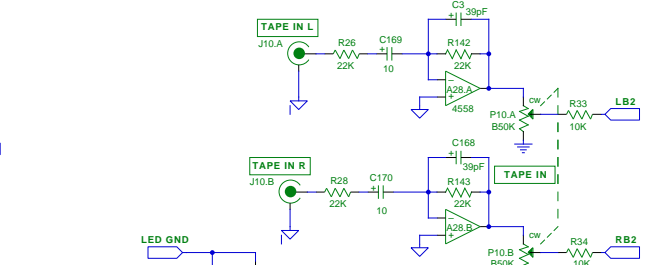 C3
39pF
TAPE IN L
J10.A
R26
22K
C169
+
10
R142
22K
A28.A
4558
cw
P10.A
B50K
R33
10K
LB2
C168
39pF
TAPE IN R
J10.B
R28
22K
C170
+
10
R143
22K
A28.B
TAPE IN
cw
P10.B
B50K
R34
10K
RB2
LED GND